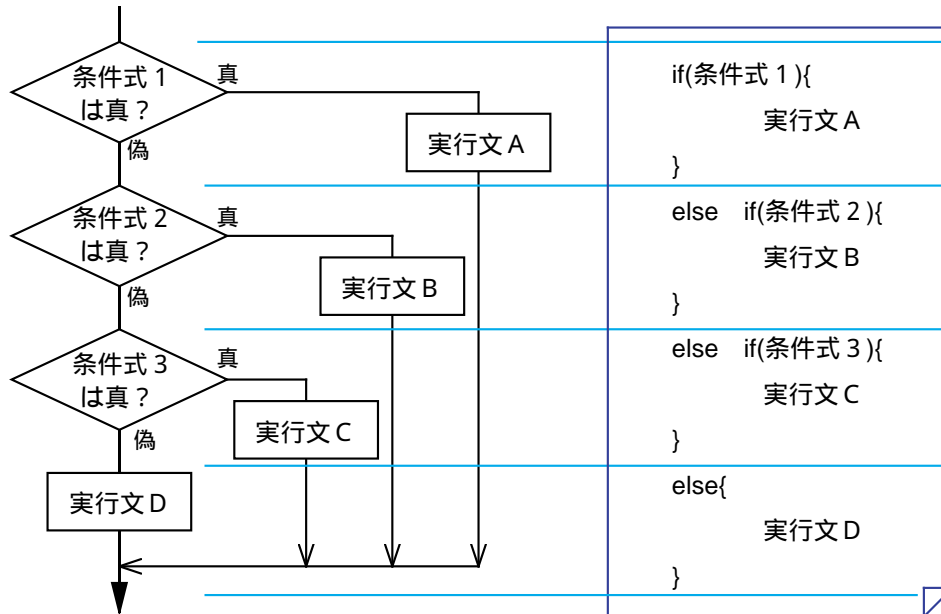 条件式 1
は真？
真
偽
実行文 A
条件式 2
は真？
真
偽
実行文 B
条件式 3
は真？
真
偽
実行文 C
実行文 D
if(条件式 1 ){
実行文 A
}
else if(条件式 2 ){
実行文 B
}
else if(条件式 3 ){
実行文 C
}
else{
実行文 D
}